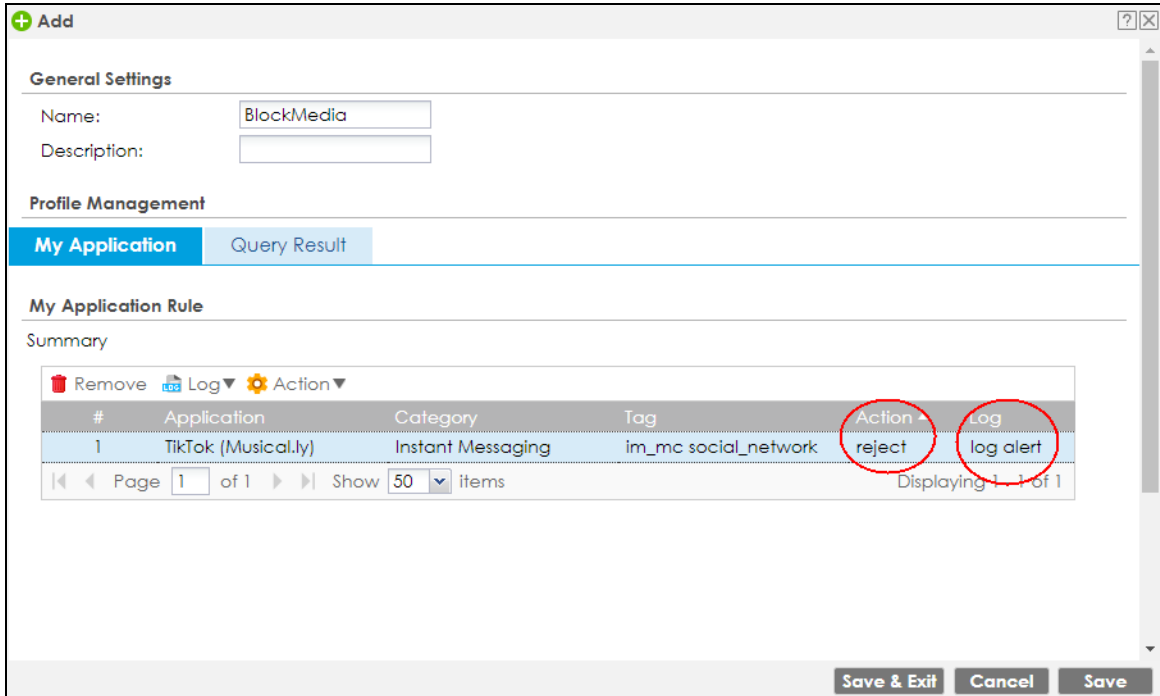 Add
General Settings
Name: BlockMedia
Description:
Profile Management
My Application Query Result
My Application Rule
Summary
Remove LOG Log Action
# Application Category Tag Action Log
1 TikTok (Musical.ly) Instant Messaging im_mc social_network reject log alert
Page 1 of 1 Show 50 items Displaying 1 - 1 of 1
Save & Exit Cancel Save